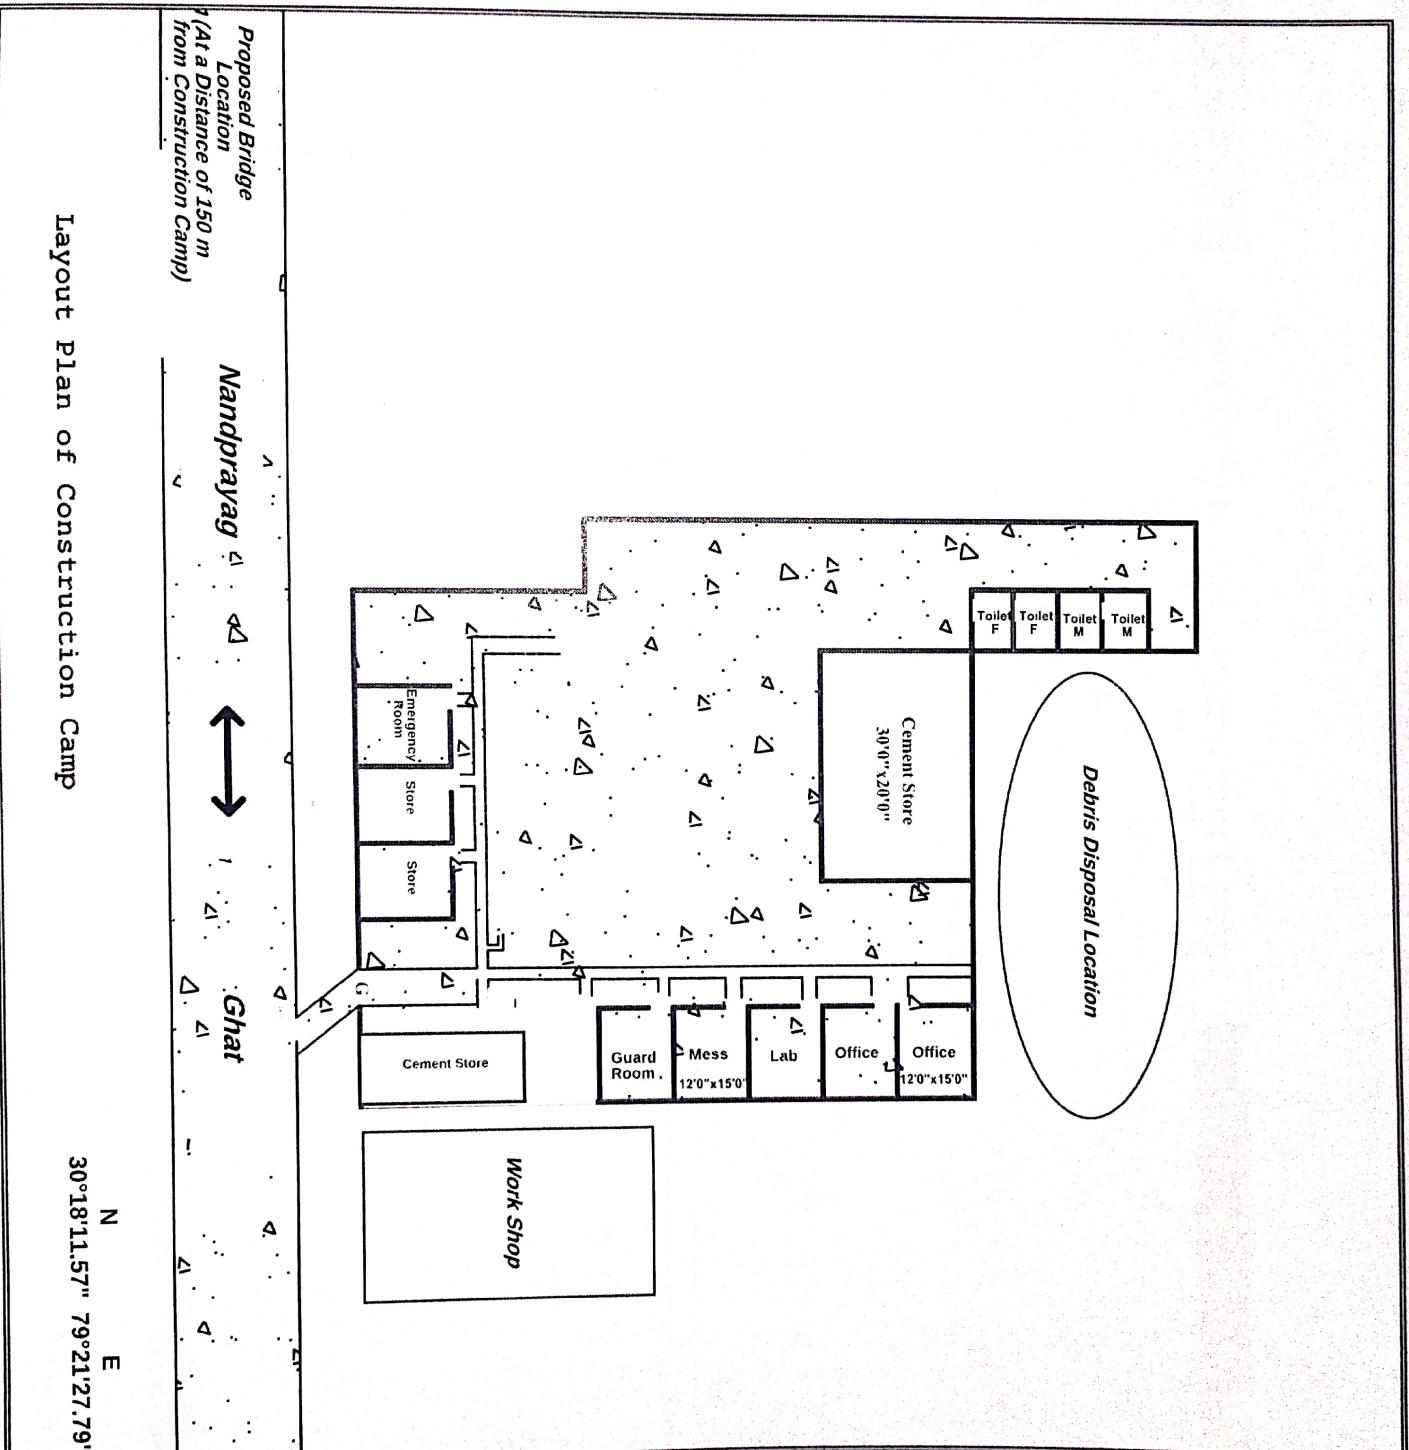 Proposed Bridge
Location
(At a Distance of 150 m
from Construction Camp)
Nandprayag
Ghat
Toilet
F
Toilet
F
Toilet
M
Toilet
M
Cement Store
30'0"x20'0"
Debris Disposal Location
Emergency
Room
Store
Store
G
Cement Store
Guard
Room
Mess
12'0"x15'0"
Lab
Office
Office
12'0"x15'0"
Work Shop
Layout Plan of Construction Camp
N E
30°18'11.57" 79°21'27.79"